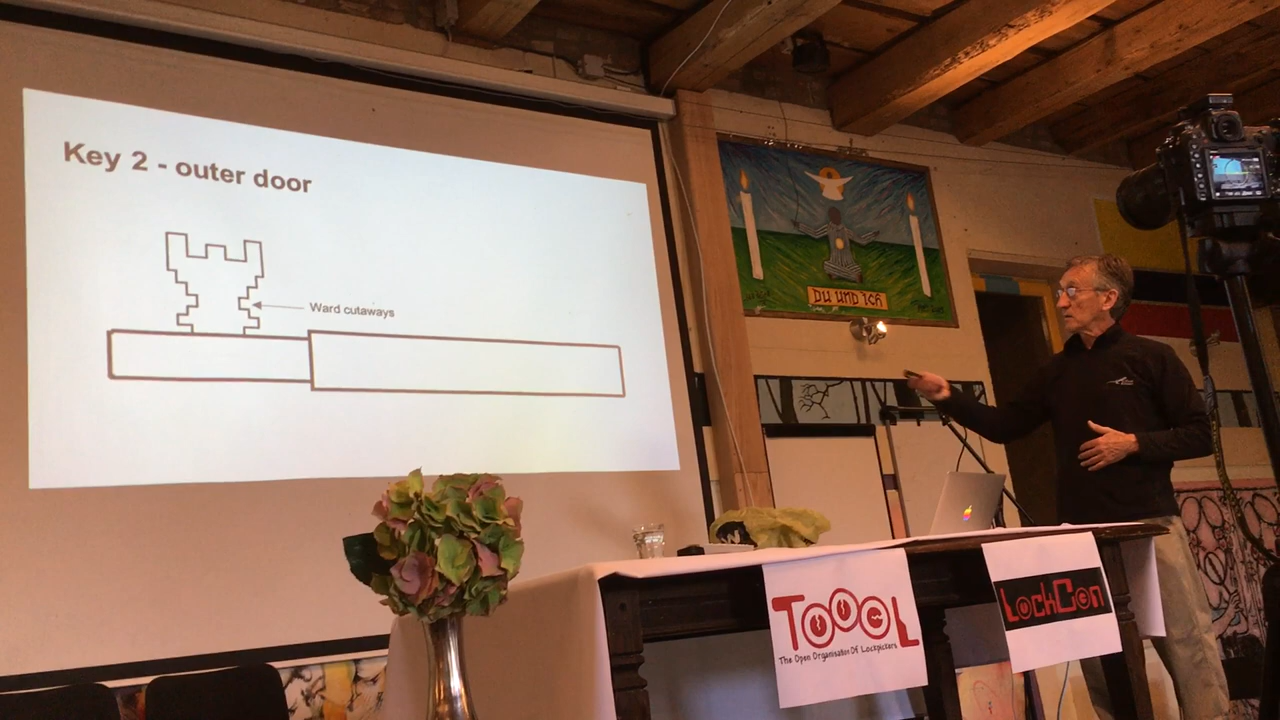 Key 2 - outer door
Ward cutaways
DU UND ICH
TOOOL
The Open Organisation Of Lockpickers
LockCon